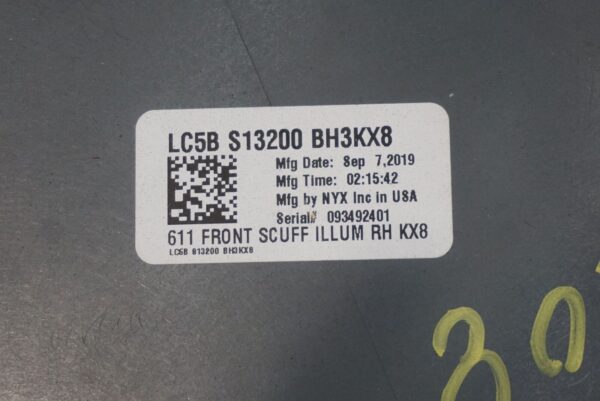 LC5B S13200 BH3KX8
Mfg Date: Sep 7,2019
Mfg Time: 02:15:42
Mfg by NYX Inc in USA
Serial# 093492401
611 FRONT SCUFF ILLUM RH KX8
LC5B S13200 BH3KX8